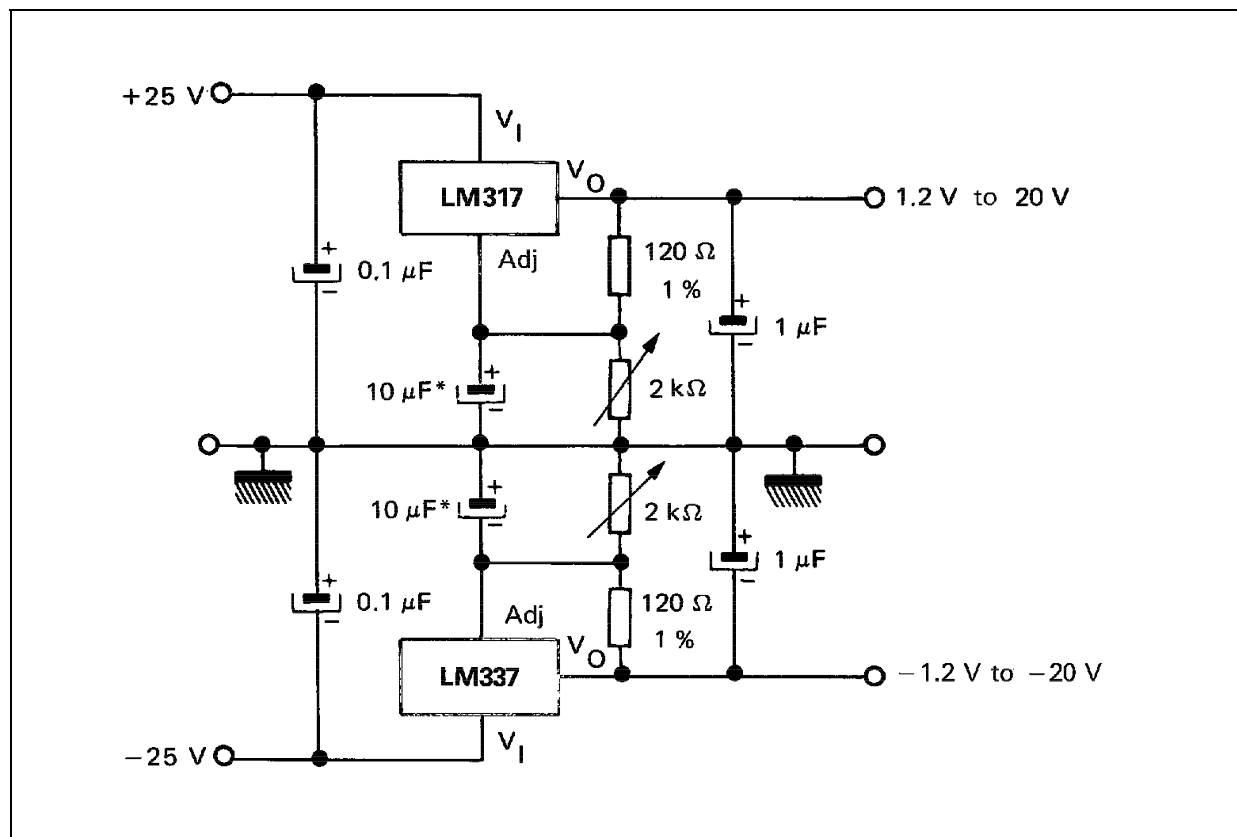 +25 V
V_I
V_O
LM317
1.2 V to 20 V
+
0.1 μF
−
Adj
120 Ω
1 %
+
1 μF
−
+
10 μF*
−
2 kΩ
+
10 μF*
−
2 kΩ
+
1 μF
−
+
0.1 μF
−
Adj
120 Ω
1 %
V_O
LM337
−1.2 V to −20 V
−25 V
V_I